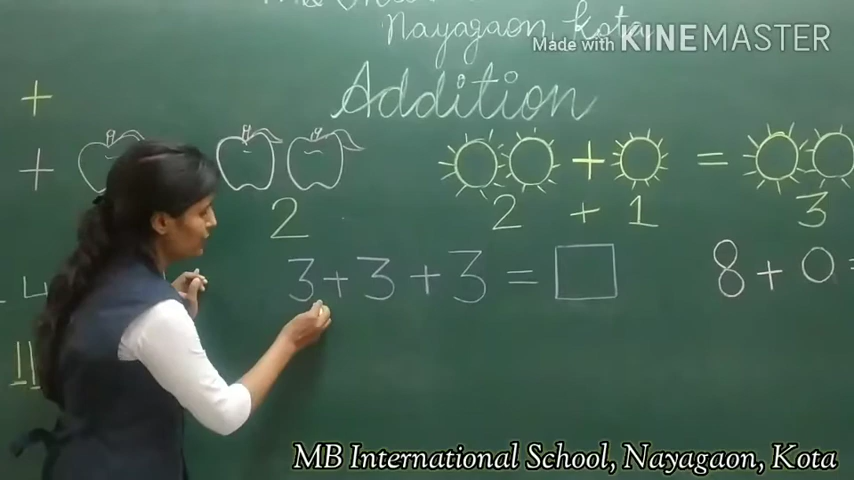 Nayagaon Kota
Made with KINEMASTER
Addition
+
+
+ =
2 2 + 1 3
3 + 3 + 3 = 8 + 0 =
4
MB International School, Nayagaon, Kota